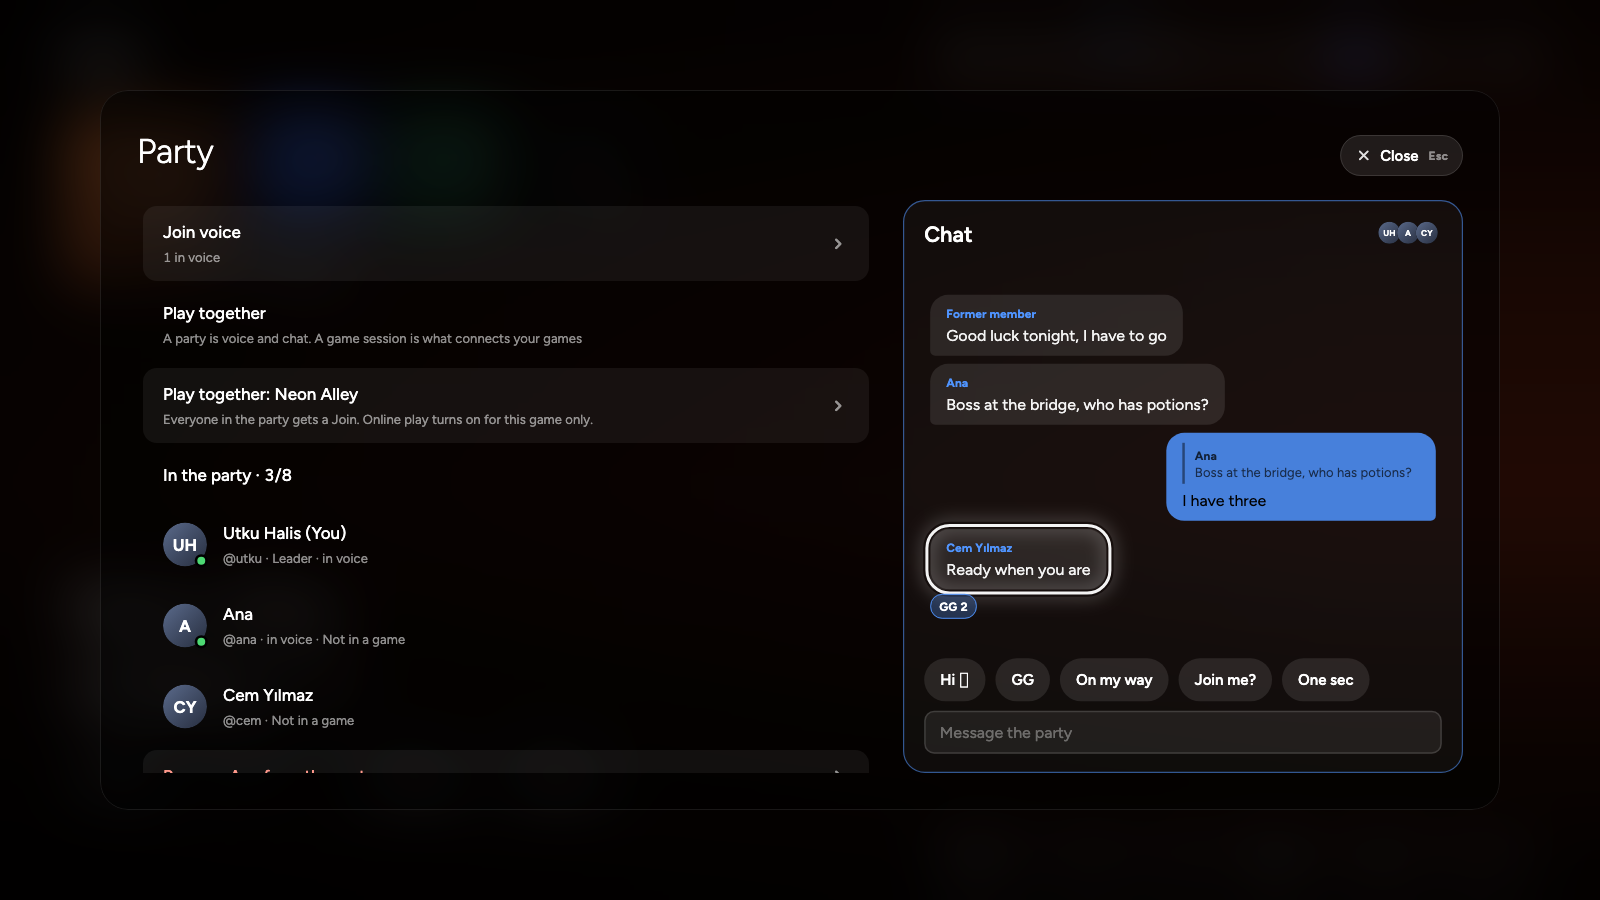 Party
Close Esc
Join voice
1 in voice
Play together
A party is voice and chat. A game session is what connects your games
Play together: Neon Alley
Everyone in the party gets a Join. Online play turns on for this game only.
In the party · 3/8
UH
Utku Halis (You)
@utku · Leader · in voice
A
Ana
@ana · in voice · Not in a game
CY
Cem Yılmaz
@cem · Not in a game
Chat
UH A CY
Former member
Good luck tonight, I have to go
Ana
Boss at the bridge, who has potions?
Ana
Boss at the bridge, who has potions?
I have three
Cem Yılmaz
Ready when you are
GG 2
Hi
GG
On my way
Join me?
One sec
Message the party